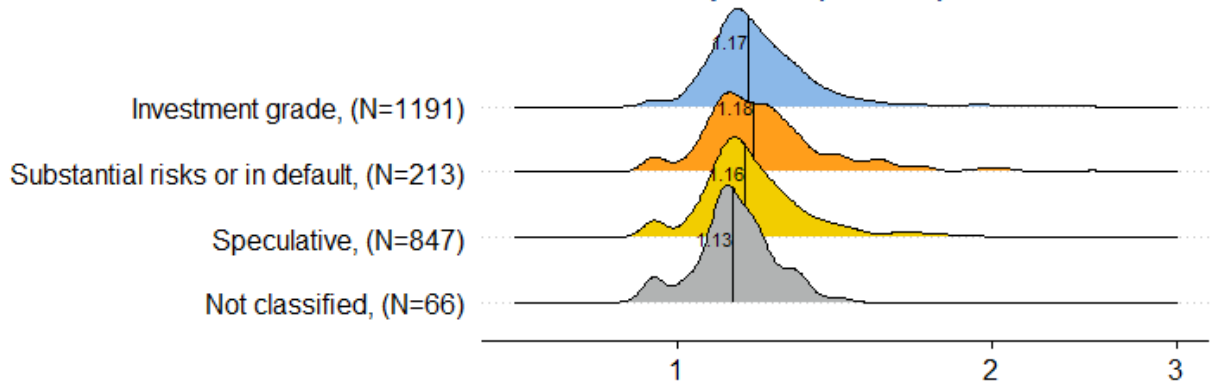 1.17
Investment grade, (N=1191)
1.18
Substantial risks or in default, (N=213)
1.16
Speculative, (N=847)
1.13
Not classified, (N=66)
1 2 3